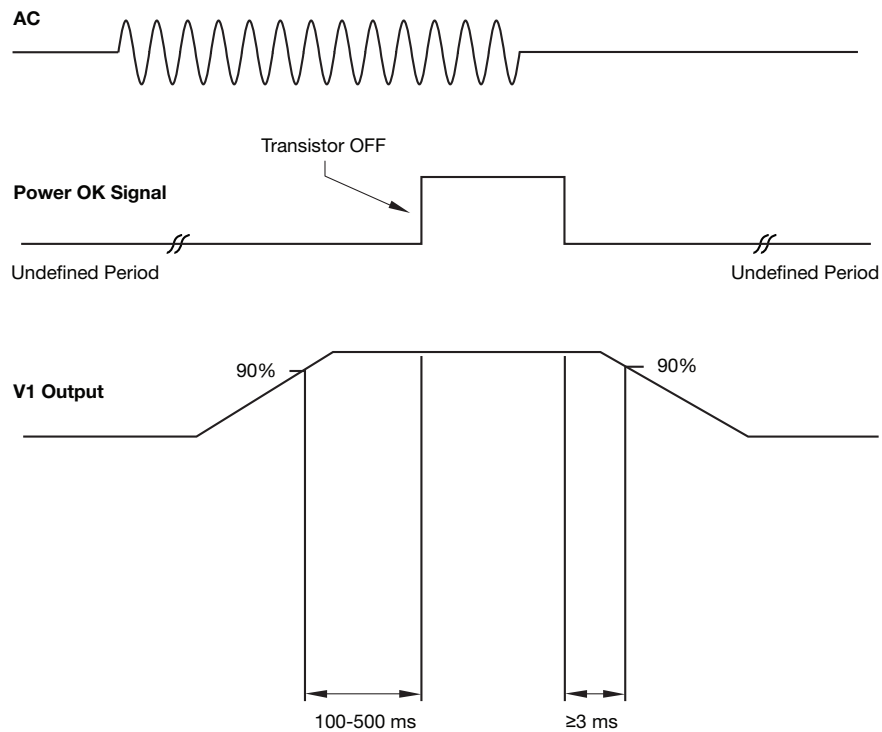 AC
Transistor OFF
Power OK Signal
Undefined Period
Undefined Period
90%
90%
V1 Output
100-500 ms
≥3 ms